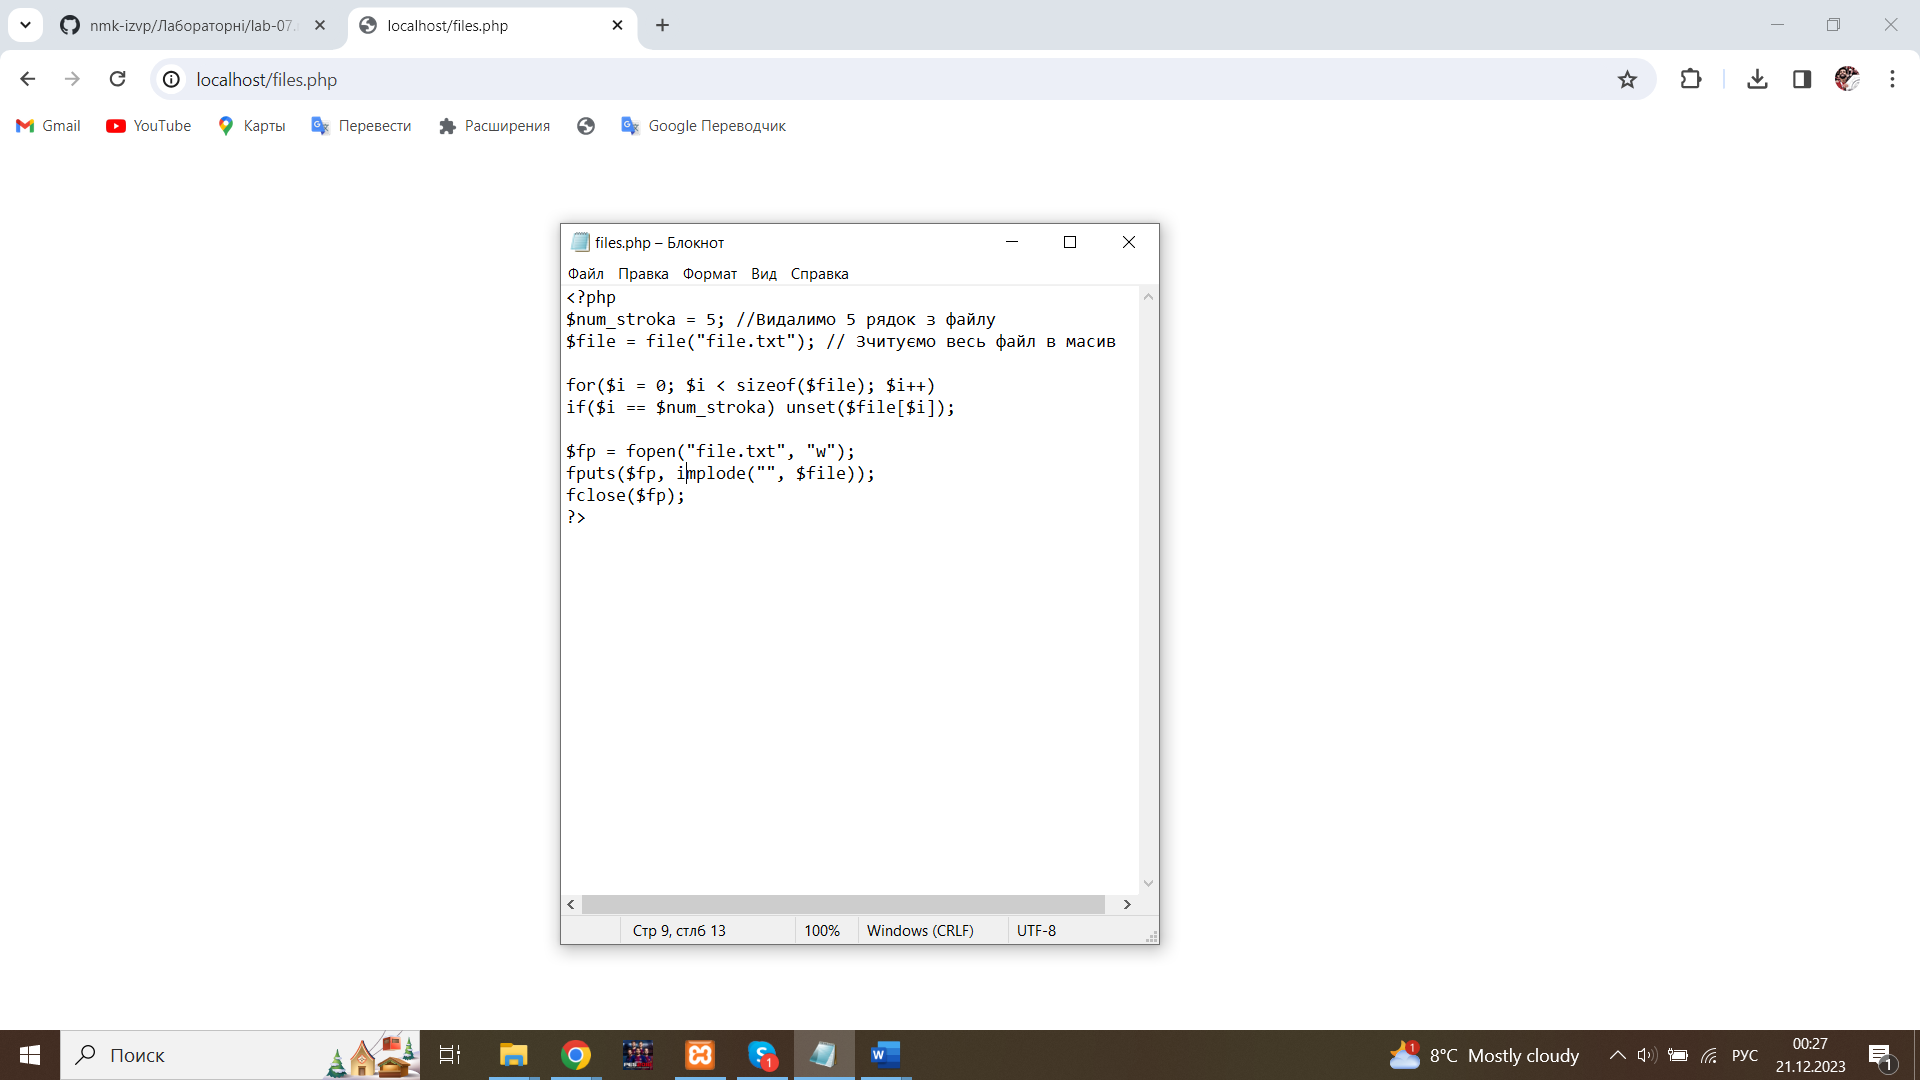 nmk-izvp/Лабораторні/lab-07.
localhost/files.php
localhost/files.php
Gmail
YouTube
Карты
Перевести
Расширения
Google Переводчик
files.php – Блокнот
Файл Правка Формат Вид Справка
<?php
$num_stroka = 5; //Видалимо 5 рядок з файлу
$file = file("file.txt"); // Зчитуємо весь файл в масив
for($i = 0; $i < sizeof($file); $i++)
if($i == $num_stroka) unset($file[$i]);
$fp = fopen("file.txt", "w");
fputs($fp, implode("", $file));
fclose($fp);
?>
Стр 9, стлб 13
100%
Windows (CRLF)
UTF-8
Поиск
1
W
1
8°C Mostly cloudy
РУС
00:27
21.12.2023
1